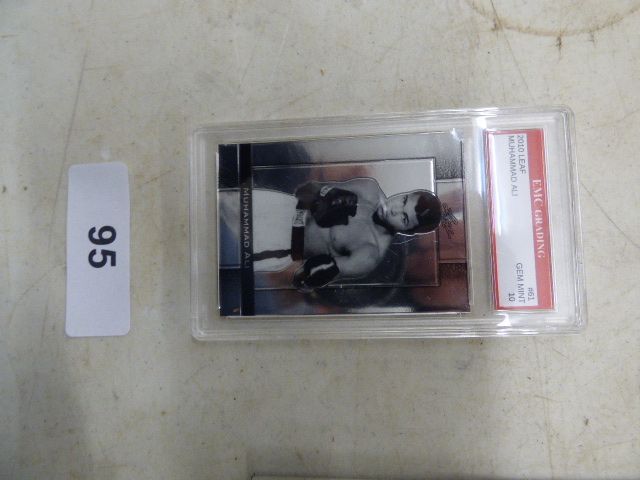 95
EMC GRADING
2010 LEAF
#61
MUHAMMAD ALI
GEM MINT
10
MUHAMMAD ALI